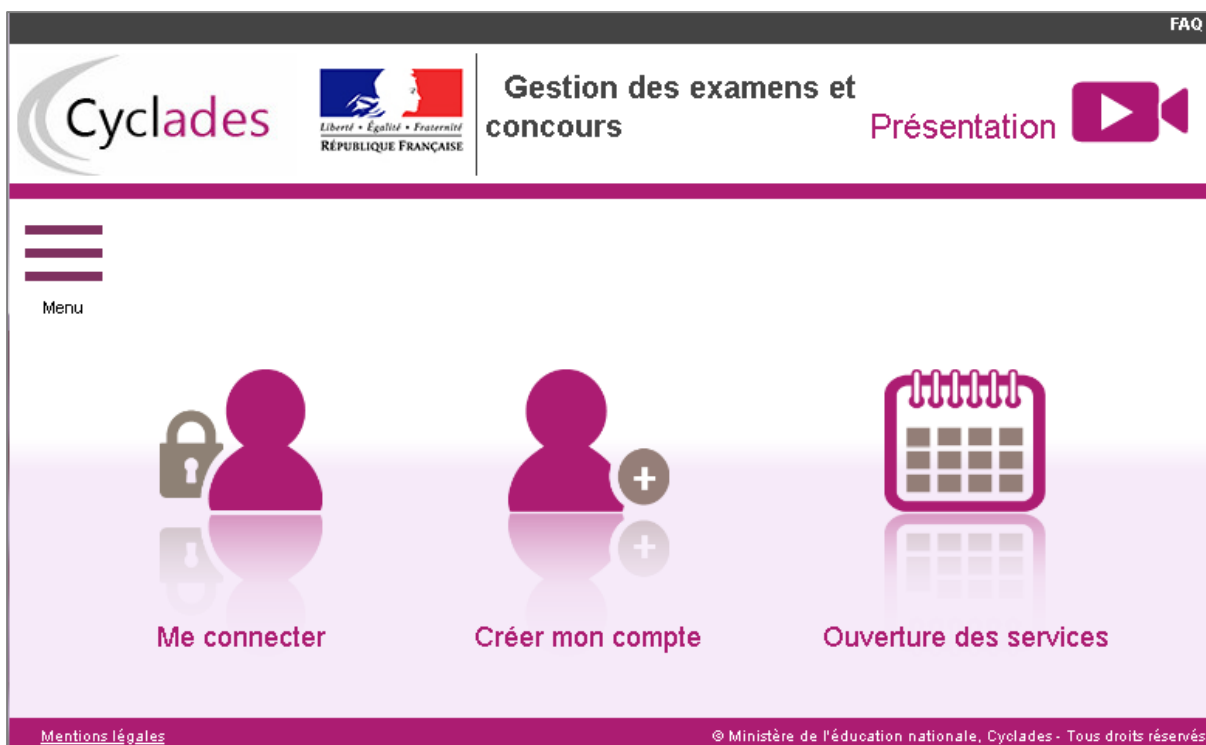 FAQ
Cyclades
Liberté • Égalité • Fraternité
RÉPUBLIQUE FRANÇAISE
Gestion des examens et
concours
Présentation
Menu
Me connecter
Créer mon compte
Ouverture des services
Mentions légales
© Ministère de l'éducation nationale, Cyclades - Tous droits réservés